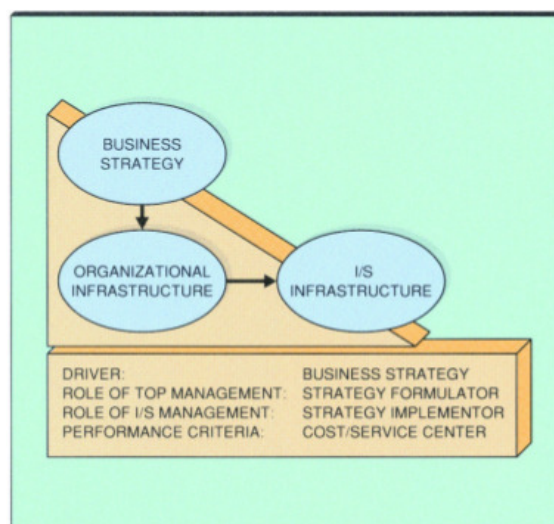 BUSINESS
STRATEGY
ORGANIZATIONAL
INFRASTRUCTURE
I/S
INFRASTRUCTURE
DRIVER: BUSINESS STRATEGY
ROLE OF TOP MANAGEMENT: STRATEGY FORMULATOR
ROLE OF I/S MANAGEMENT: STRATEGY IMPLEMENTOR
PERFORMANCE CRITERIA: COST/SERVICE CENTER